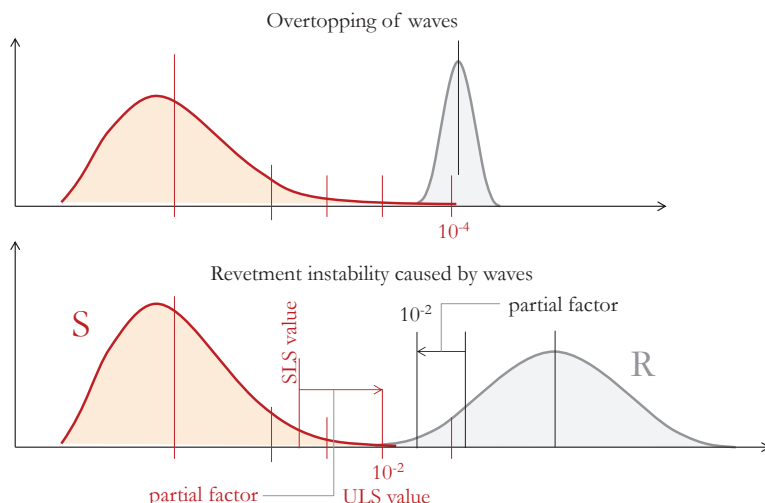 Overtopping of waves
10⁻⁴
Revetment instability caused by waves
S
SLS value
10⁻²
partial factor
R
10⁻²
partial factor
ULS value